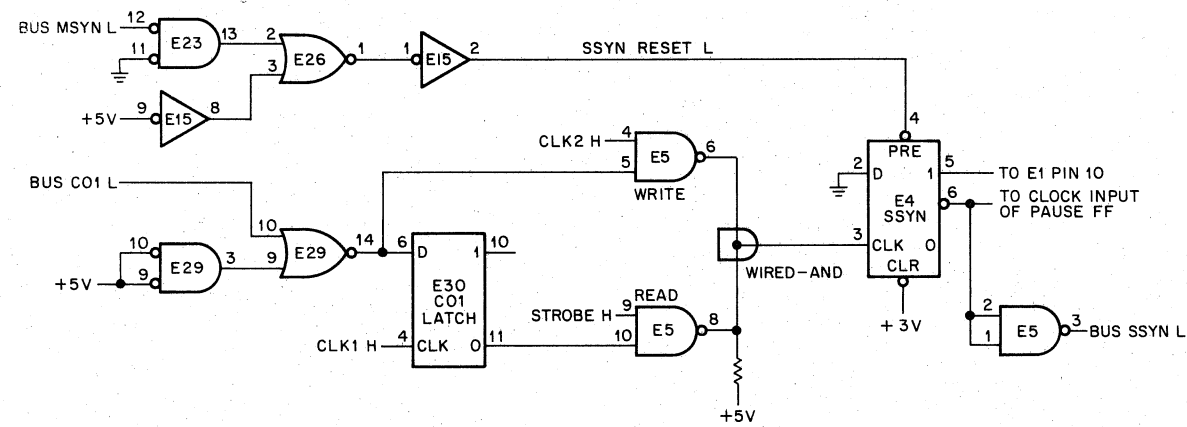 BUS MSYN L
12
11
E23
13
2
3
E26
1
1
E15
2
SSYN RESET L
+5V
9
E15
8
4
PRE
2
D
1
5
TO E1 PIN 10
E4
SSYN
6
TO CLOCK INPUT
OF PAUSE FF
3
CLK
O
CLR
+3V
CLK2 H
4
5
E5
6
WRITE
BUS CO1 L
10
9
E29
14
+5V
10
9
E29
3
6
D
1
10
E30
CO1
LATCH
CLK1 H
4
CLK
O
11
WIRED-AND
READ
STROBE H
9
10
E5
8
+5V
2
1
E5
3
BUS SSYN L